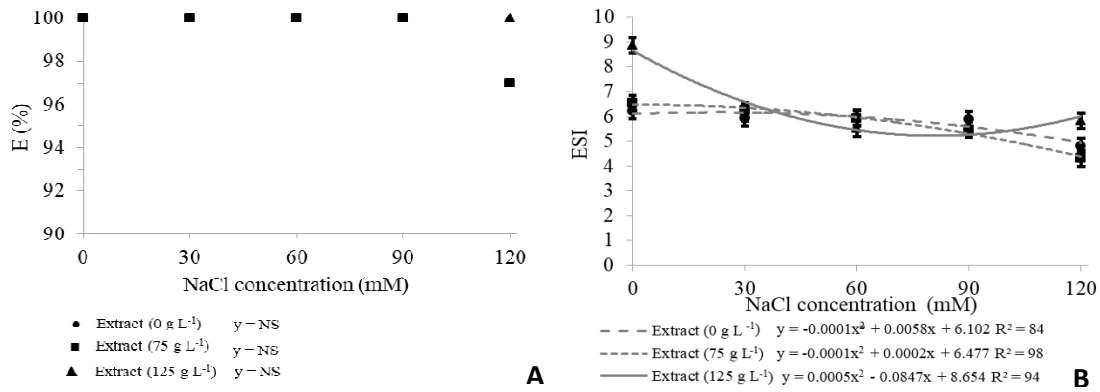 100
98
96
94
92
90
E (%)
0 30 60 90 120
NaCl concentration (mM)
Extract (0 g L-1) y = NS
Extract (75 g L-1) y = NS
Extract (125 g L-1) y = NS
A
10
9
8
7
6
5
4
3
2
1
0
ESI
0 30 60 90 120
NaCl concentration (mM)
Extract (0 g L-1) y = -0.0001x2 + 0.0058x + 6.102 R2 = 84
Extract (75 g L-1) y = -0.0001x2 + 0.0002x + 6.477 R2 = 98
Extract (125 g L-1) y = 0.0005x2 - 0.0847x + 8.654 R2 = 94
B